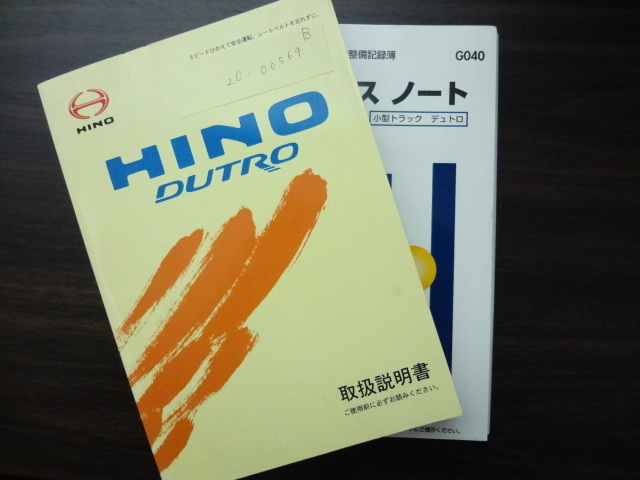 スピードひかえて安全運転。シートベルトを忘れずに。
B
20-00569
HINO
HINO
DUTRO
取扱説明書
ご使用前に必ずお読みください。
整備記録簿
G040
ス ノート
小型トラック デュトロ